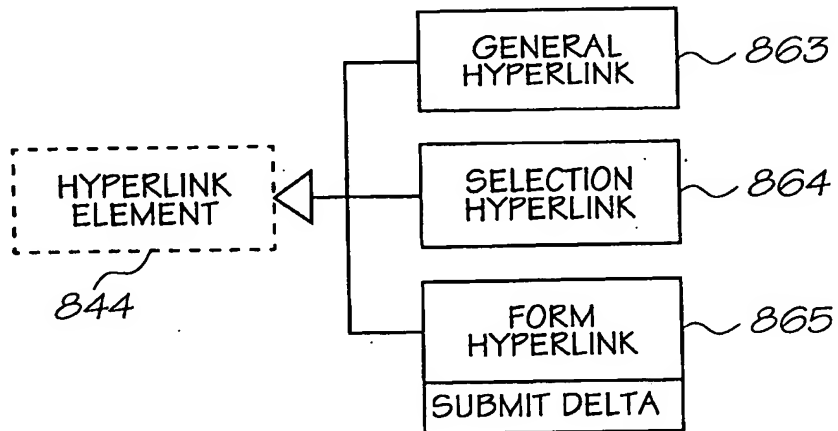 GENERAL
HYPERLINK
863
HYPERLINK
ELEMENT
844
SELECTION
HYPERLINK
864
FORM
HYPERLINK
865
SUBMIT DELTA